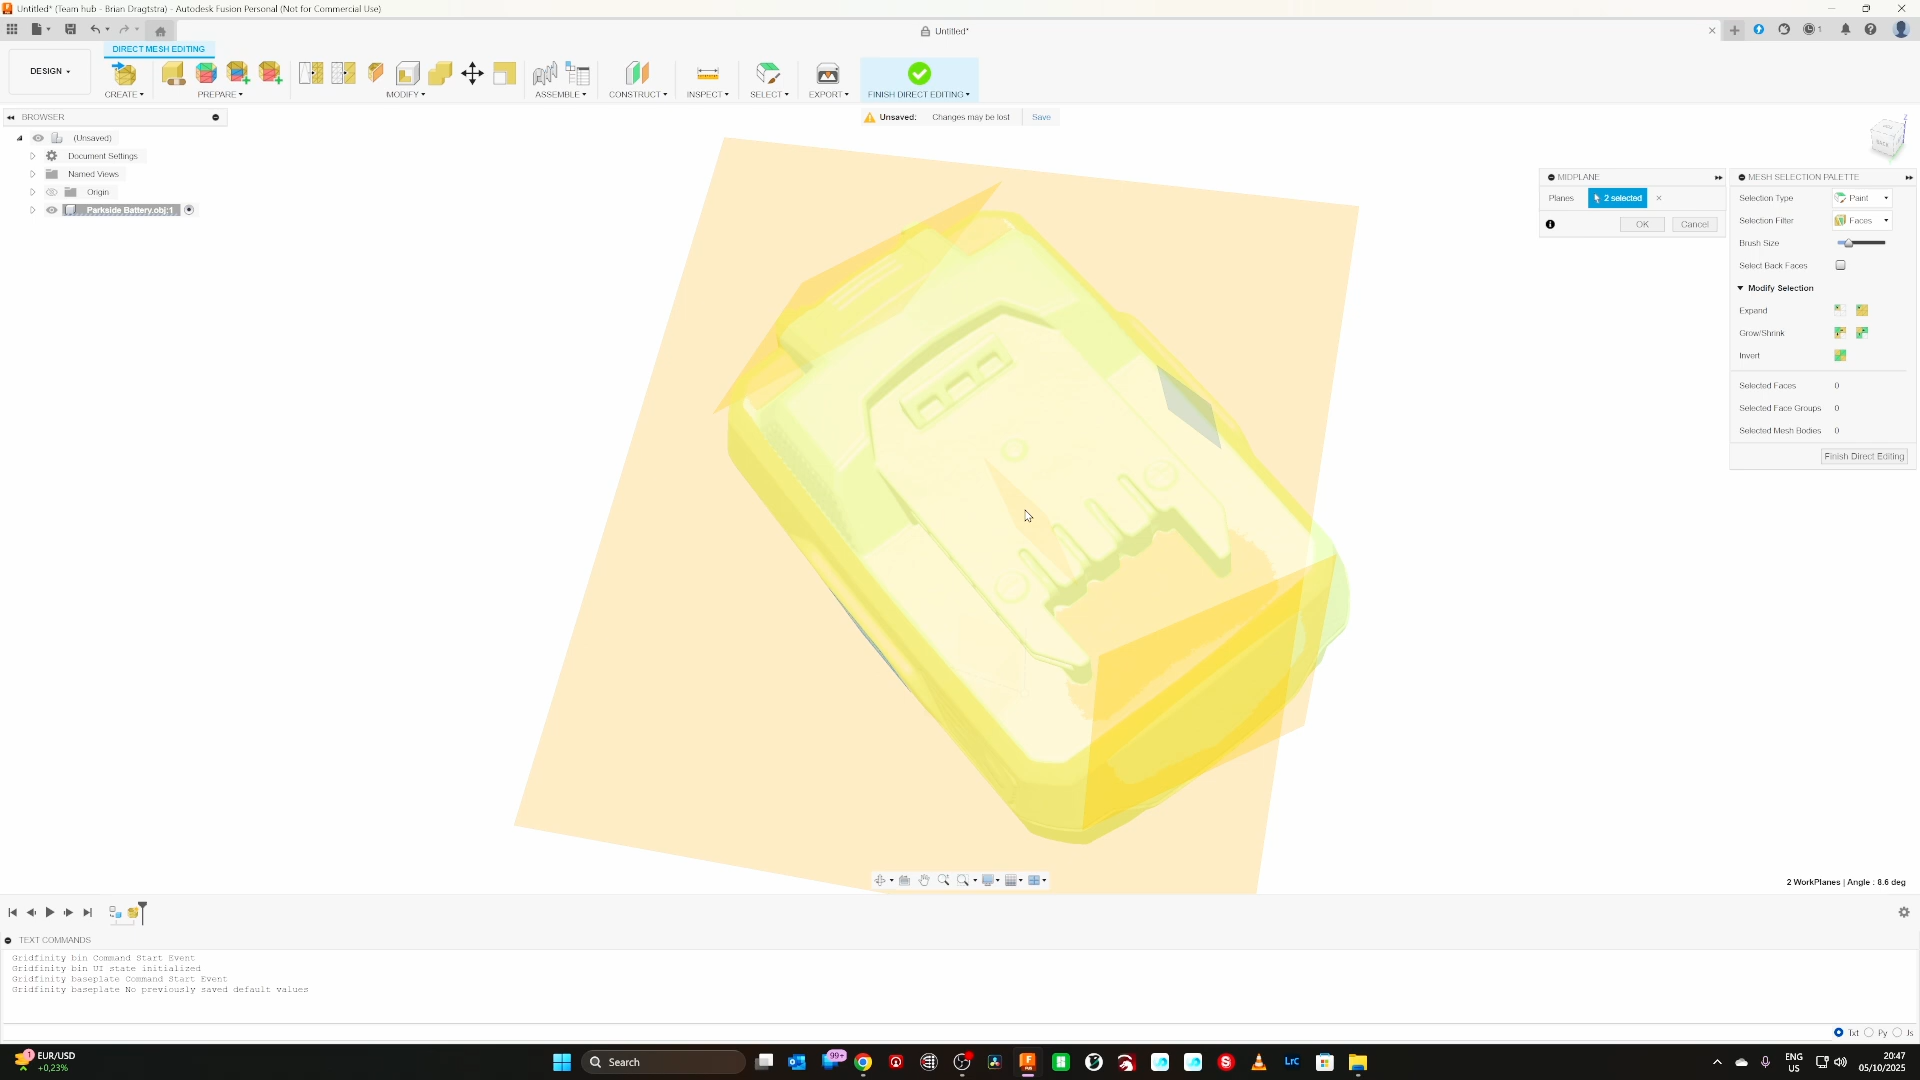 Untitled* (Team hub - Brian Dragtstra) - Autodesk Fusion Personal (Not for Commercial Use)
Untitled*
1
DIRECT MESH EDITING
DESIGN
CREATE
PREPARE
MODIFY
ASSEMBLE
CONSTRUCT
INSPECT
SELECT
EXPORT
FINISH DIRECT EDITING
BROWSER
Unsaved: Changes may be lost Save
(Unsaved)
Document Settings
Named Views
Origin
Parkside Battery.obj:1
BACK
Z
MIDPLANE
Planes 2 selected
OK Cancel
MESH SELECTION PALETTE
Selection Type Paint
Selection Filter Faces
Brush Size
Select Back Faces
Modify Selection
Expand
Grow/Shrink
Invert
Selected Faces 0
Selected Face Groups 0
Selected Mesh Bodies 0
Finish Direct Editing
2 WorkPlanes | Angle : 8.6 deg
TEXT COMMANDS
Gridfinity bin Command Start Event
Gridfinity bin UI state initialized
Gridfinity baseplate Command Start Event
Gridfinity baseplate No previously saved default values
Txt Py Js
1
EUR/USD
+0,23%
Search
99+
LrC
ENG
US
20:47
05/10/2025